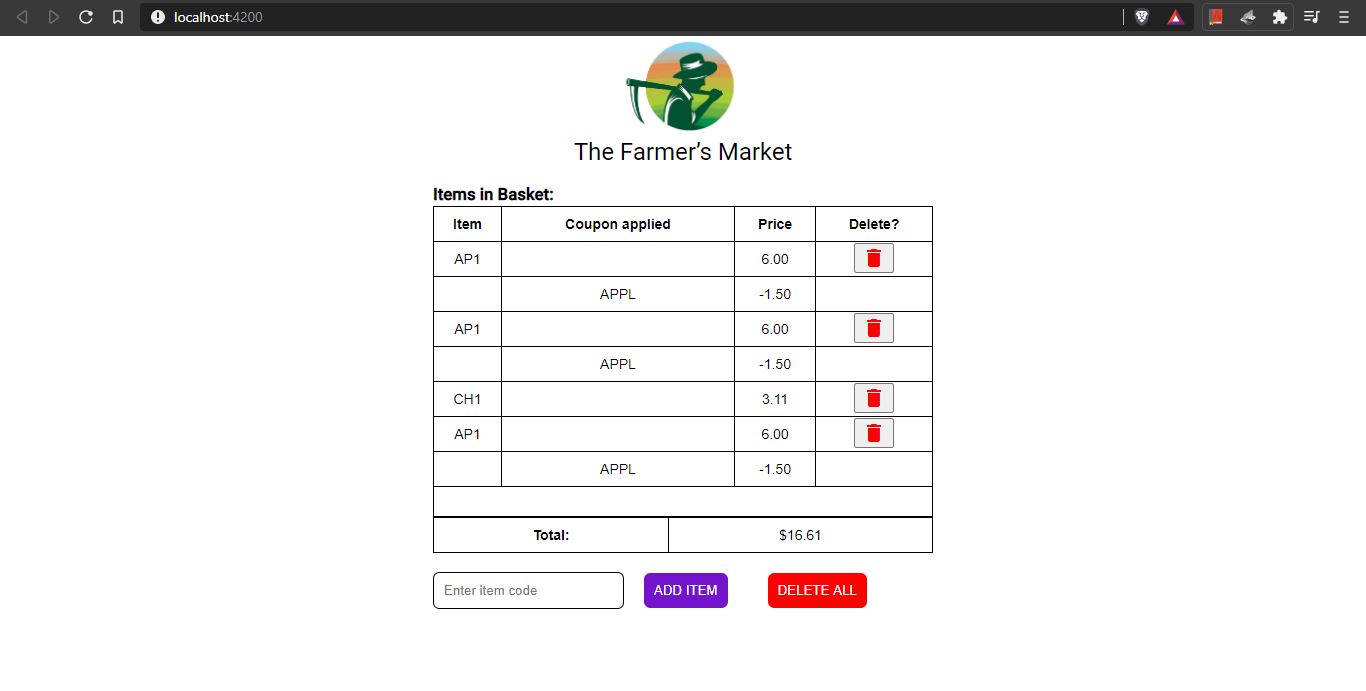 localhost:4200
The Farmer’s Market
Items in Basket:
Item Coupon applied Price Delete?
AP1 6.00
APPL -1.50
AP1 6.00
APPL -1.50
CH1 3.11
AP1 6.00
APPL -1.50
Total: $16.61
Enter item code ADD ITEM DELETE ALL